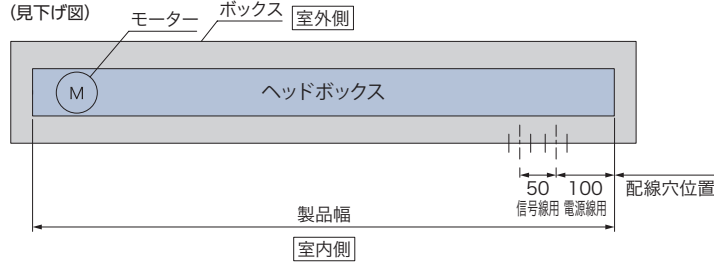 (見下げ図)
モーター
ボックス
室外側
M
ヘッドボックス
50
100
配線穴位置
信号線用
電源線用
製品幅
室内側